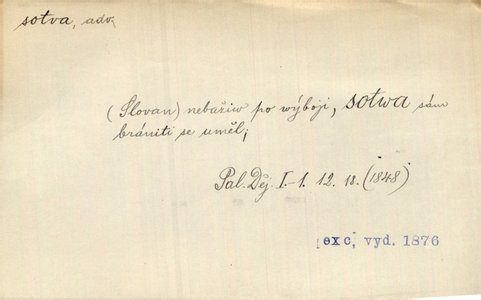 sotva, adv.
(Slovan) nebaživ po wýboji, sotwa sám
brániti se uměl;
Pal. Děj. I-1. 12. 18. (1848)
[exc, vyd. 1876